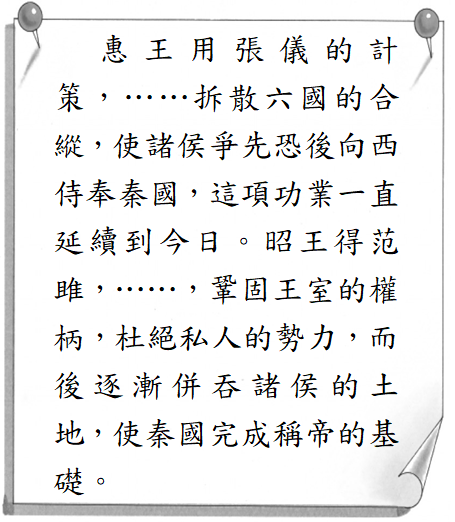 惠王用張儀的計
策，……拆散六國的合
縱，使諸侯爭先恐後向西
侍奉秦國，這項功業一直
延續到今日。昭王得范
雎，……，鞏固王室的權
柄，杜絕私人的勢力，而
後逐漸併吞諸侯的土
地，使秦國完成稱帝的基
礎。